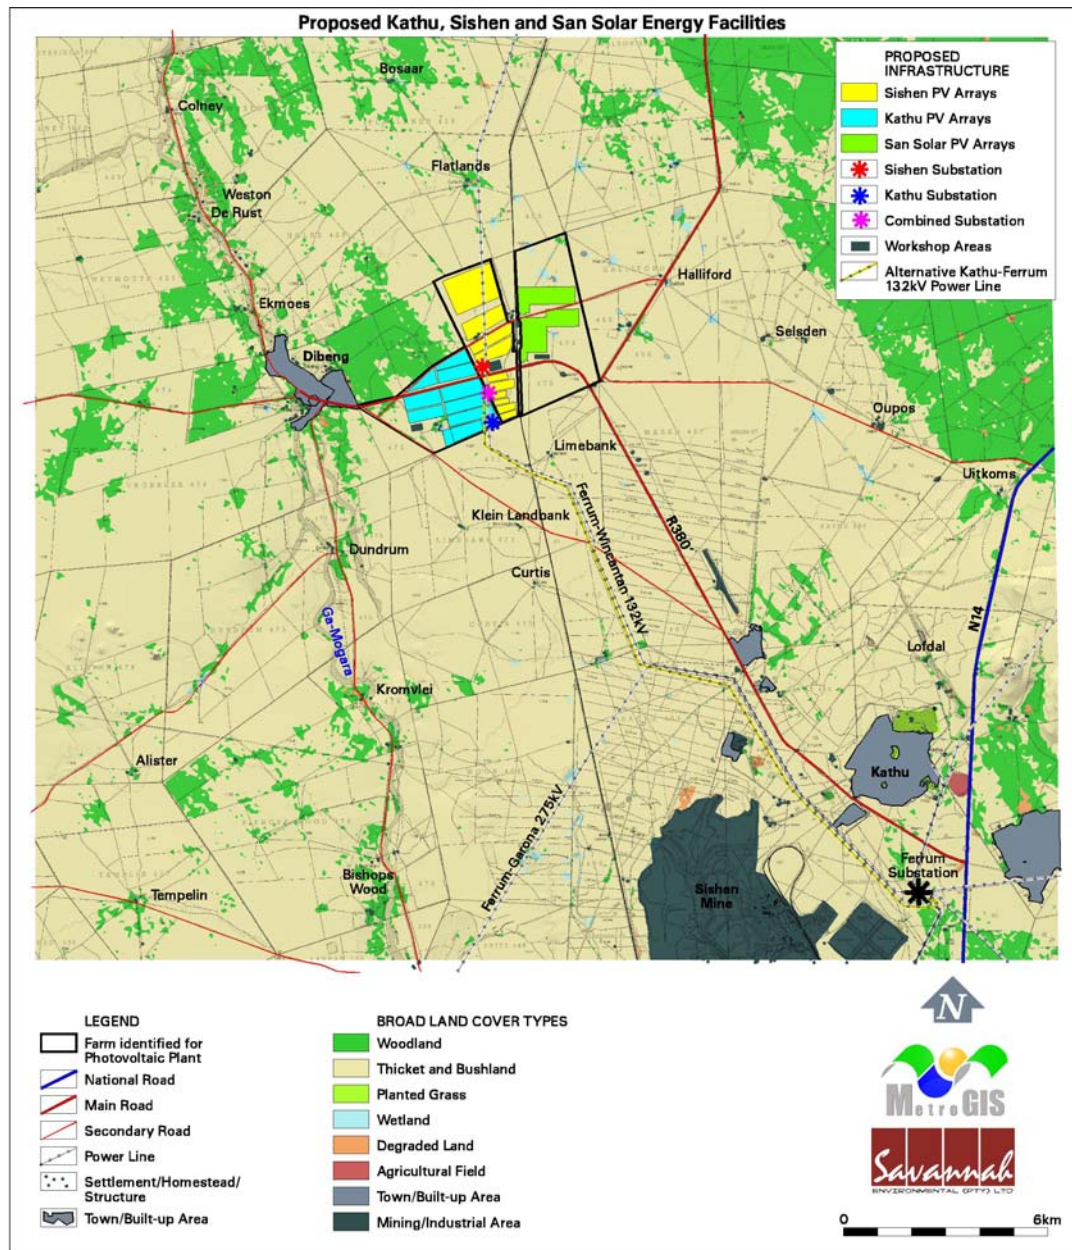 Proposed Kathu, Sishen and San Solar Energy Facilities
PROPOSED
INFRASTRUCTURE
Sishen PV Arrays
Kathu PV Arrays
San Solar PV Arrays
Sishen Substation
Kathu Substation
Combined Substation
Workshop Areas
Alternative Kathu-Ferrum
132kV Power Line
Bosaar
Colney
Flatlands
Weston
De Rust
Halliford
Ekmoes
Selsden
Dibeng
Oupos
Limebank
Uitkoms
Klein Landbank
Ferrum-Wincantan 132kV
R380
Dundrum
Curtis
N14
Ga-Mogara
Lofdal
Kromvlei
Alister
Kathu
Ferrum-Garona 275kV
Ferrum
Substation
Bishops
Wood
Tempelin
Sishen
Mine
LEGEND
Farm identified for
Photovoltaic Plant
National Road
Main Road
Secondary Road
Power Line
Settlement/Homestead/
Structure
Town/Built-up Area
BROAD LAND COVER TYPES
Woodland
Thicket and Bushland
Planted Grass
Wetland
Degraded Land
Agricultural Field
Town/Built-up Area
Mining/Industrial Area
N
MetroGIS
Savannah
ENVIRONMENTAL (PTY) LTD
0 6km